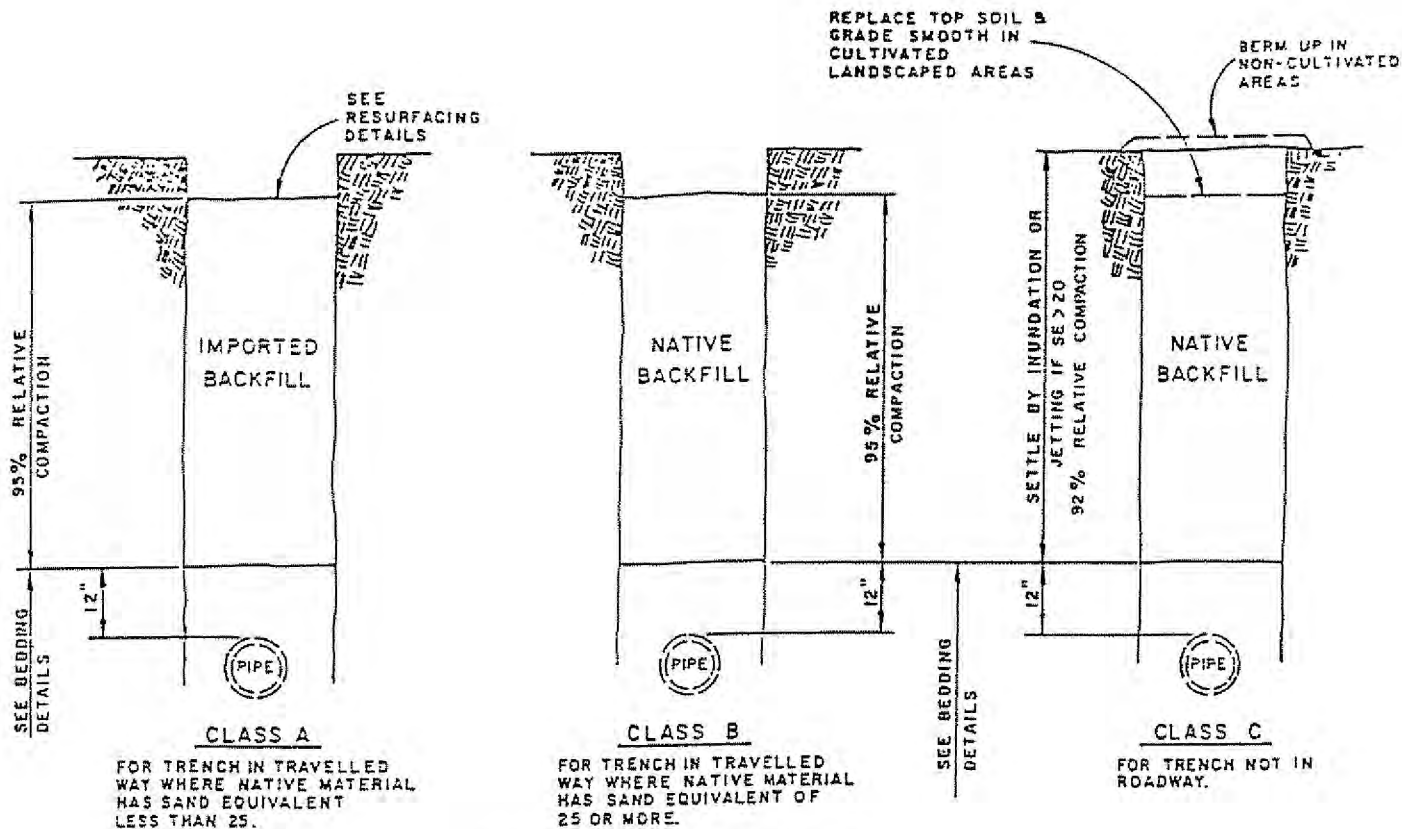 REPLACE TOP SOIL &
GRADE SMOOTH IN
CULTIVATED
LANDSCAPED AREAS
BERM UP IN
NON-CULTIVATED
AREAS
SEE
RESURFACING
DETAILS
95% RELATIVE
COMPACTION
IMPORTED
BACKFILL
SEE BEDDING
DETAILS
12"
PIPE
CLASS A
FOR TRENCH IN TRAVELLED
WAY WHERE NATIVE MATERIAL
HAS SAND EQUIVALENT
LESS THAN 25.
NATIVE
BACKFILL
95% RELATIVE
COMPACTION
12"
PIPE
CLASS B
FOR TRENCH IN TRAVELLED
WAY WHERE NATIVE MATERIAL
HAS SAND EQUIVALENT OF
25 OR MORE.
SEE BEDDING
DETAILS
SETTLE BY INUNDATION OR
JETTING IF SE>20
92% RELATIVE COMPACTION
NATIVE
BACKFILL
12"
PIPE
CLASS C
FOR TRENCH NOT IN
ROADWAY.